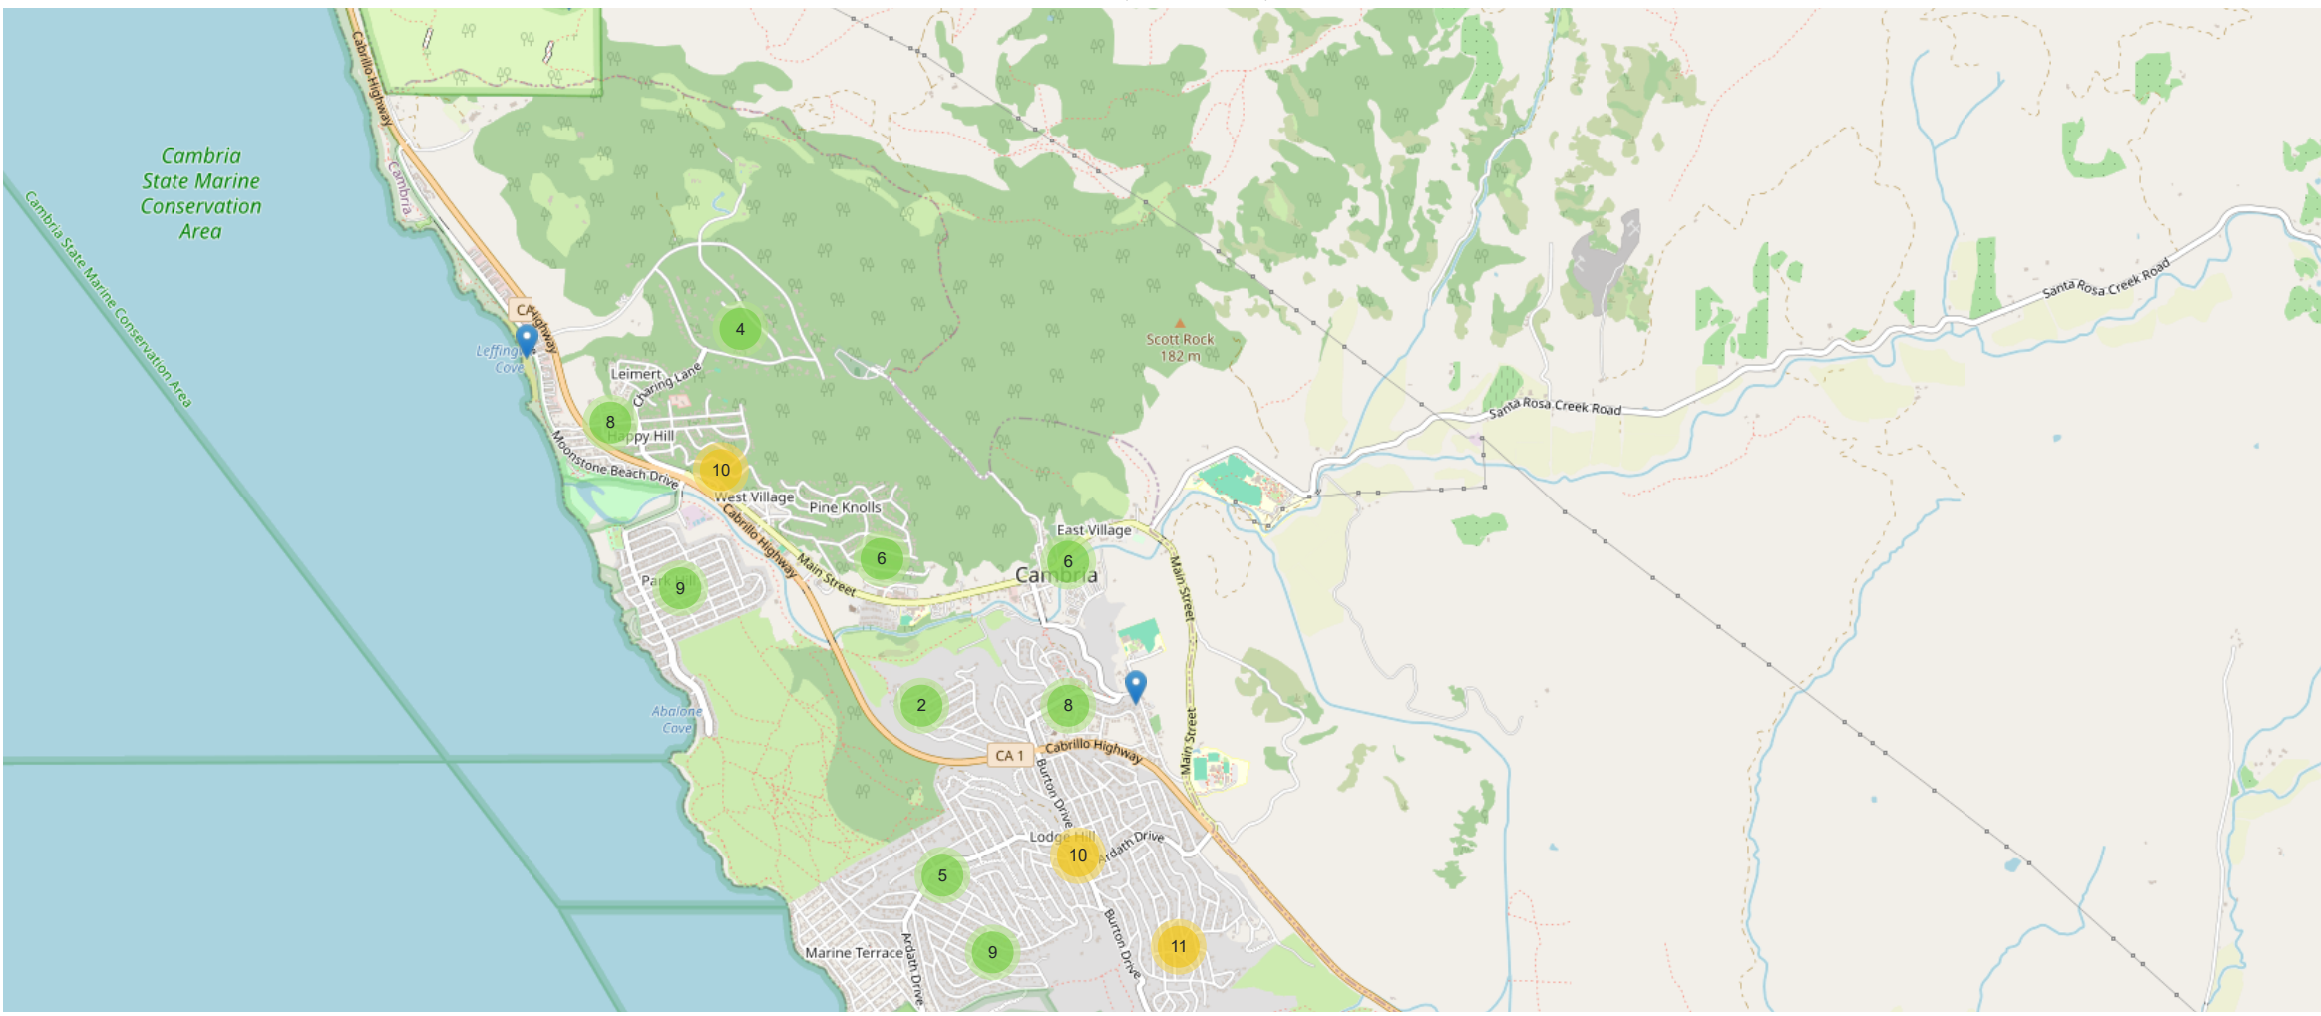 Cabrillo Highway
Cambria
State Marine
Conservation
Area
Cambria
Cambria State Marine Conservation Area
Santa Rosa Creek Road
CA
Highway
4
Scott Rock
182 m
Cove
Leimert
Charing Lane
Santa Rosa Creek Road
8
Happy Hill
Moonstone Beach Drive
10
West Village
Pine Knolls
Cabrillo Highway
East Village
Main Street
6
6
Cambria
Main Street
Park Hill
9
2
8
Abalone
Cove
Main Street
CA 1
Cabrillo Highway
Burton Drive
Lodge Hill
10
Ardath Drive
5
Burton Drive
11
Marine Terrace
Ardath Drive
9